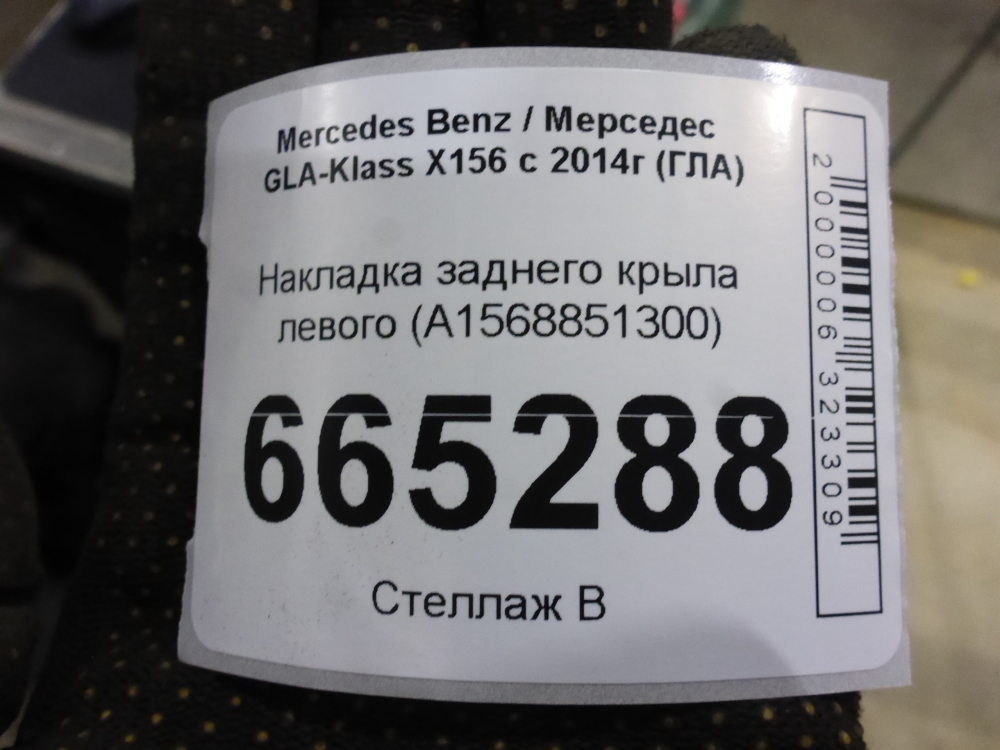 Mercedes Benz / Мерседес
GLA-Klass X156 с 2014г (ГЛА)
Накладка заднего крыла
левого (A1568851300)
665288
Стеллаж В
2000006323309